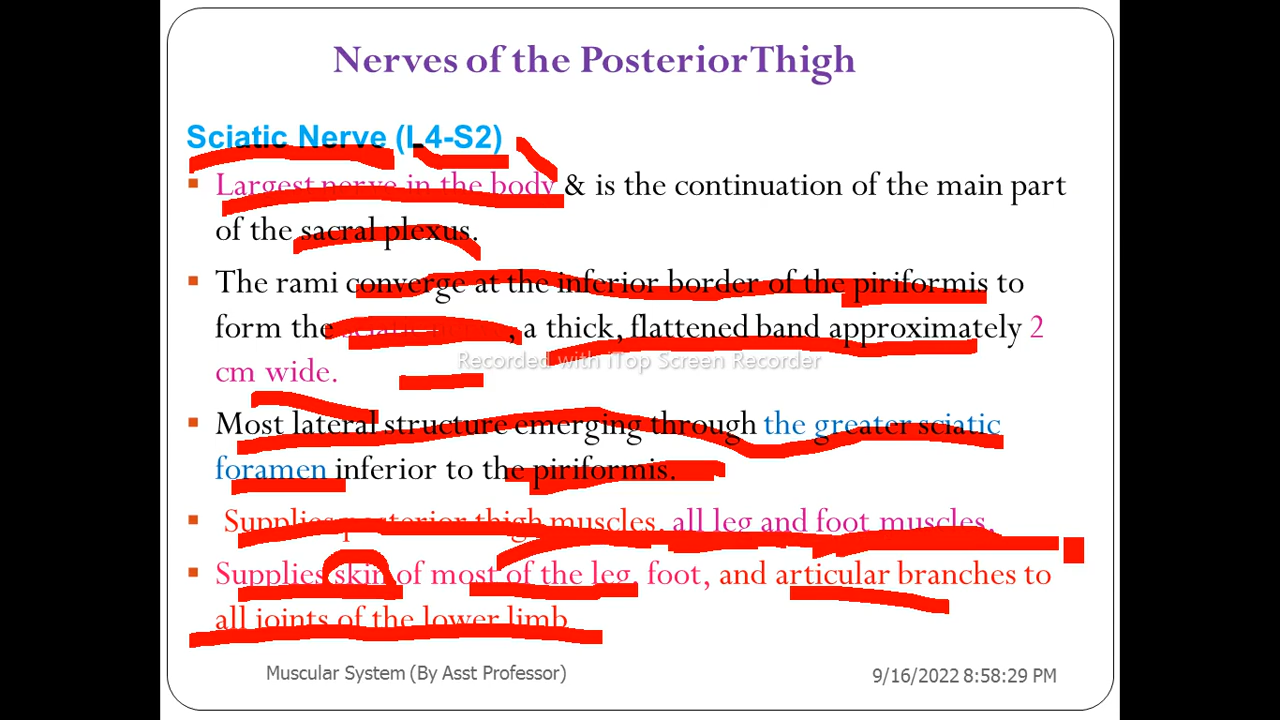 Nerves of the Posterior Thigh
Sciatic Nerve (L4-S2)
▪ Largest nerve in the body & is the continuation of the main part
of the sacral plexus.
▪ The rami converge at the inferior border of the piriformis to
form the , a thick, flattened band approximately 2
Recorded with iTop Screen Recorder
cm wide.
▪ Most lateral structure emerging through the greater sciatic
foramen inferior to the piriformis.
▪ Supplies posterior thigh muscles, all leg and foot muscles.
▪ Supplies skin of most of the leg, foot, and articular branches to
all joints of the lower limb
Muscular System (By Asst Professor)
9/16/2022 8:58:29 PM